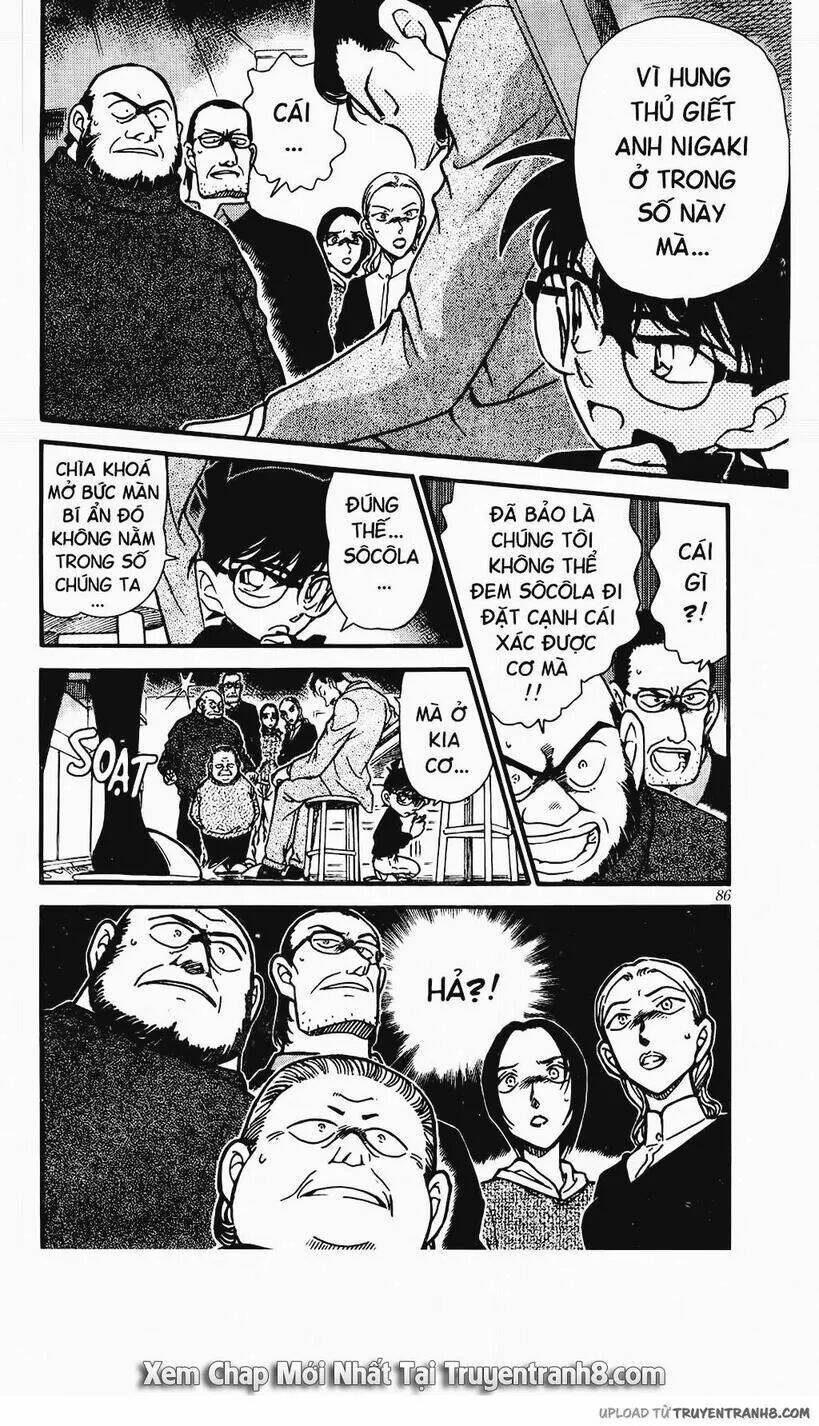 VÌ HUNG
THỦ GIẾT
ANH NIGAKI
Ở TRONG
SỐ NÀY
MÀ...
CÁI
...
CÁI
GÌ
?!
ĐÃ BẢO LÀ
CHÚNG TÔI
KHÔNG THỂ
ĐEM SÔCÔLA ĐI
ĐẶT CẠNH CÁI
XÁC ĐƯỢC
CƠ MÀ
!!
ĐÚNG
THẾ...
SÔCÔLA
...
CHÌA KHOÁ
MỞ BỨC MÀN
BÍ ẨN ĐÓ
KHÔNG NẰM
TRONG SỐ
CHÚNG TA
...
MÀ Ở
KIA
CƠ...
SOẠT
86
HẢ?!
Xem Chap Mới Nhất Tại Truyentranh8.com
UPLOAD TỪ TRUYENTRANH8.COM